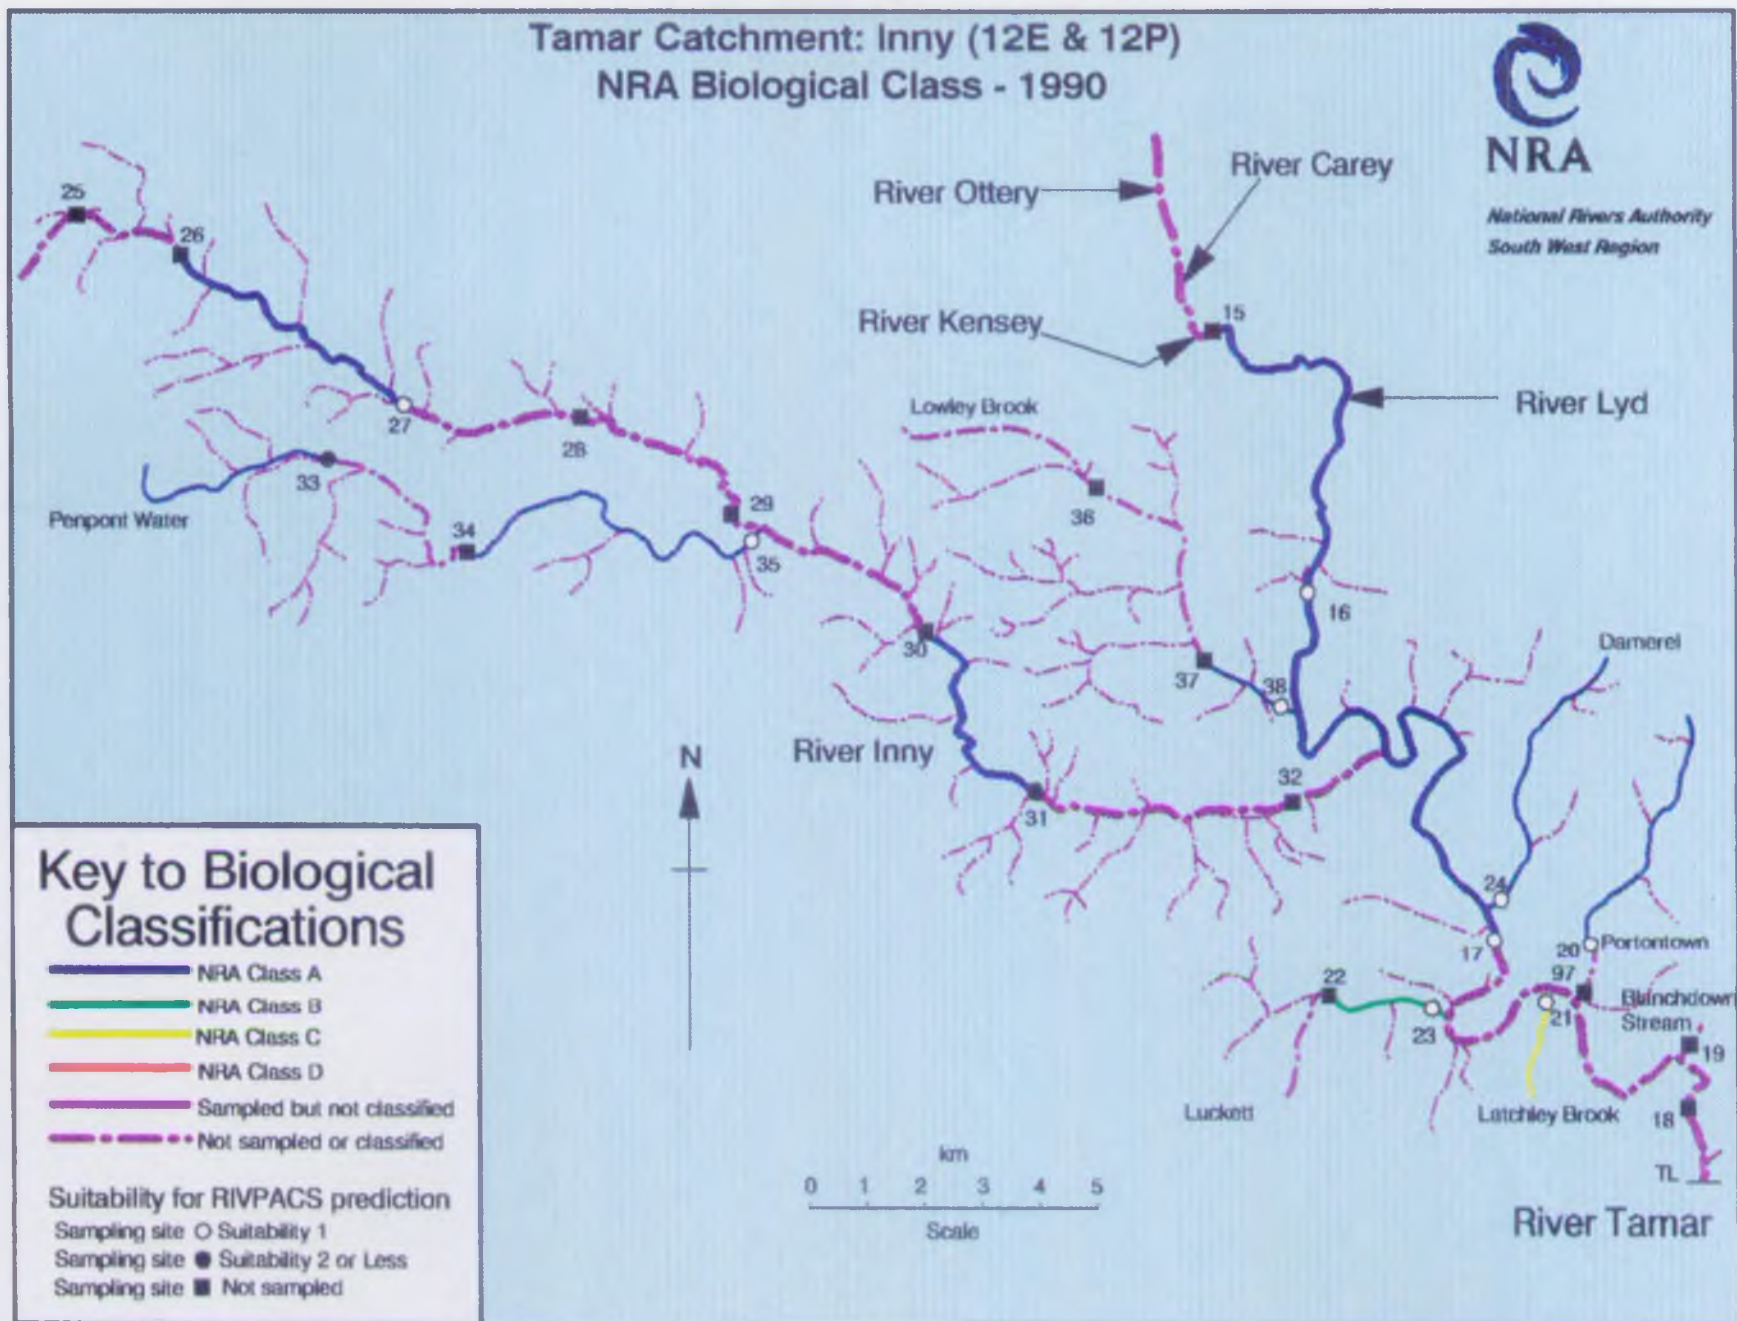 Tamar Catchment: Inny (12E & 12P)
NRA Biological Class - 1990
NRA
National Rivers Authority
South West Region
River Ottery
River Carey
River Kensey
15
River Lyd
25
26
27
28
Lowley Brook
33
Penpont Water
34
29
35
36
16
30
37
38
Damerel
River Inny
N
32
31
24
17
20
Portontown
97
22
23
21
Blanchdown
Stream
19
Luckett
Latchley Brook
18
TL
River Tamar
km
0 1 2 3 4 5
Scale
Key to Biological
Classifications
NRA Class A
NRA Class B
NRA Class C
NRA Class D
Sampled but not classified
Not sampled or classified
Suitability for RIVPACS prediction
Sampling site Suitability 1
Sampling site Suitability 2 or Less
Sampling site Not sampled